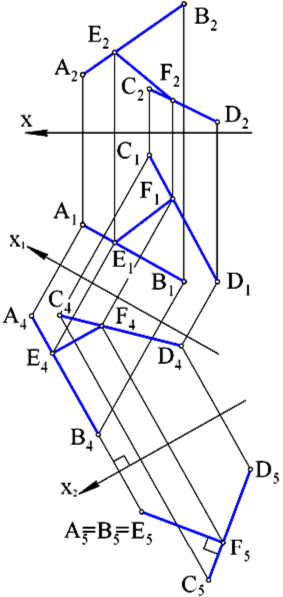 B₂
E₂
A₂
F₂
C₂
D₂
X
C₁
F₁
A₁
X₁
E₁
B₁
D₁
C₄
A₄
F₄
E₄
D₄
B₄
X₂
D₅
A₅≡B₅≡E₅
F₅
C₅